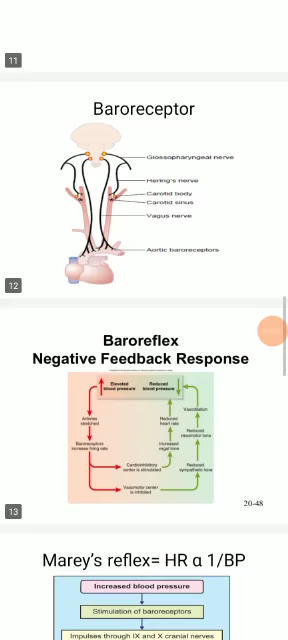 11
Baroreceptor
Glossopharyngeal nerve
Hering's nerve
Carotid body
Carotid sinus
Vagus nerve
Aortic baroreceptors
12
Baroreflex
Negative Feedback Response
Elevated
blood pressure
Reduced
blood pressure
Arteries
stretched
Reduced
heart rate
Vasodilation
Reduced
vasomotor tone
Baroreceptors
increase firing rate
Increased
vagal tone
Cardioinhibitory
center is stimulated
Reduced
sympathetic tone
Vasomotor center
is inhibited
20-48
13
Marey's reflex= HR α 1/BP
Increased blood pressure
Stimulation of baroreceptors
Impulses through IX and X cranial nerves